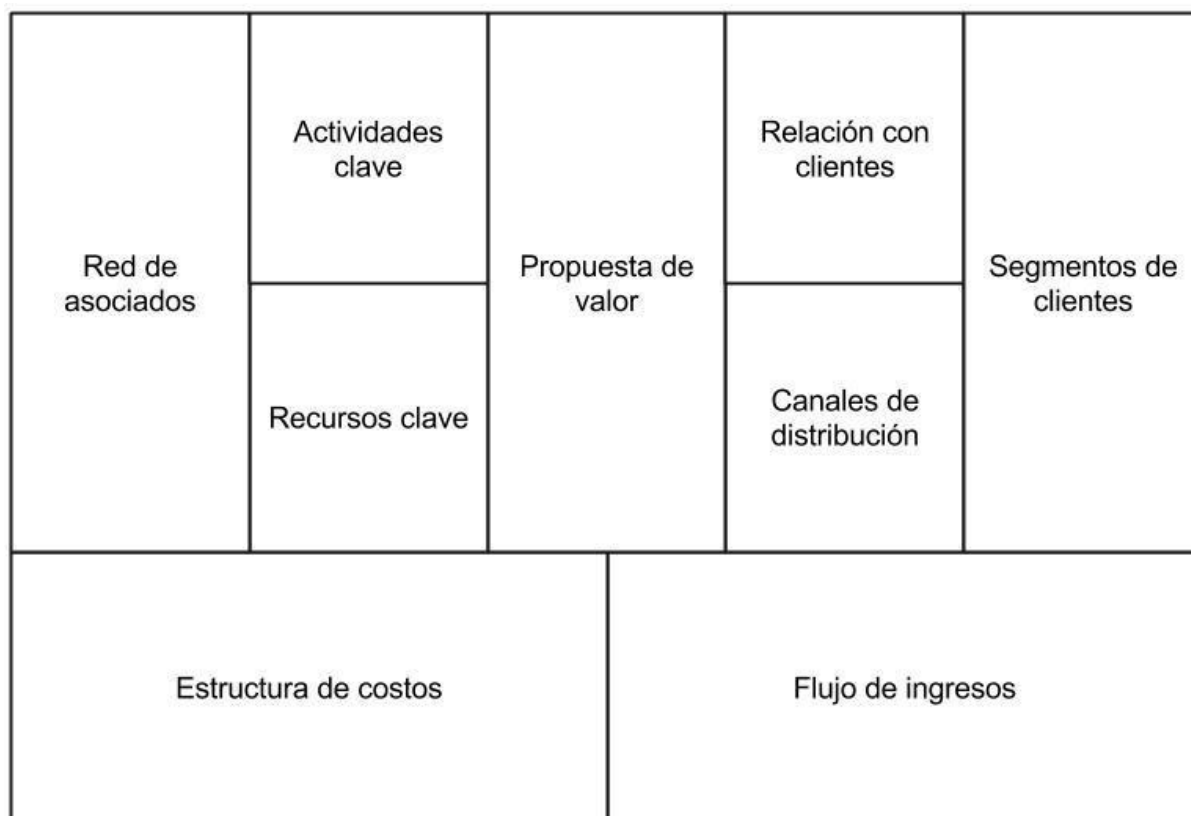 Red de
asociados
Actividades
clave
Recursos clave
Propuesta de
valor
Relación con
clientes
Canales de
distribución
Segmentos de
clientes
Estructura de costos
Flujo de ingresos